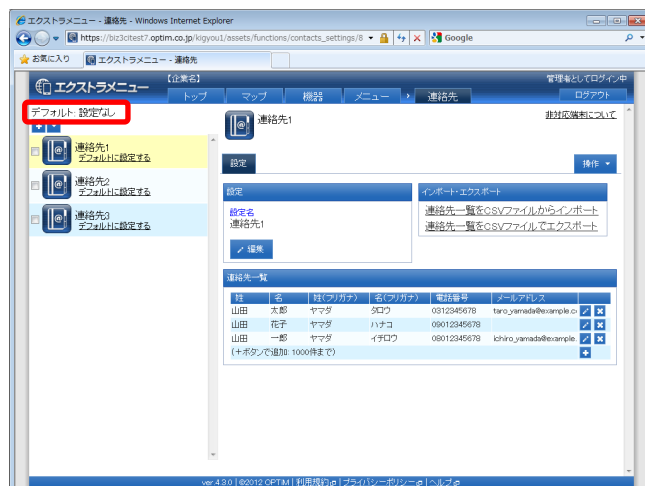 エクストラメニュー - 連絡先 - Windows Internet Explorer
https://biz3citest7.optim.co.jp/kigyou1/assets/functions/contacts_settings/8
Google
お気に入り
エクストラメニュー - 連絡先
エクストラメニュー
【企業名】
管理者としてログイン中
トップ マップ 機器 メニュー 連絡先 ログアウト
デフォルト: 設定なし
連絡先1
デフォルトに設定する
連絡先2
デフォルトに設定する
連絡先3
デフォルトに設定する
連絡先1
非対応端末について
設定
操作
設定
設定名
連絡先1
編集
インポート・エクスポート
連絡先一覧をCSVファイルからインポート
連絡先一覧をCSVファイルでエクスポート
連絡先一覧
姓 名 姓(フリガナ) 名(フリガナ) 電話番号 メールアドレス
山田 太郎 ヤマダ タロウ 0312345678 taro_yamada@example.c
山田 花子 ヤマダ ハナコ 09012345678
山田 一郎 ヤマダ イチロウ 08012345678 ichiro_yamada@example.
(+ボタンで追加: 1000件まで)
ver.4.3.0 | ©2012 OPTiM | 利用規約 | プライバシーポリシー | ヘルプ